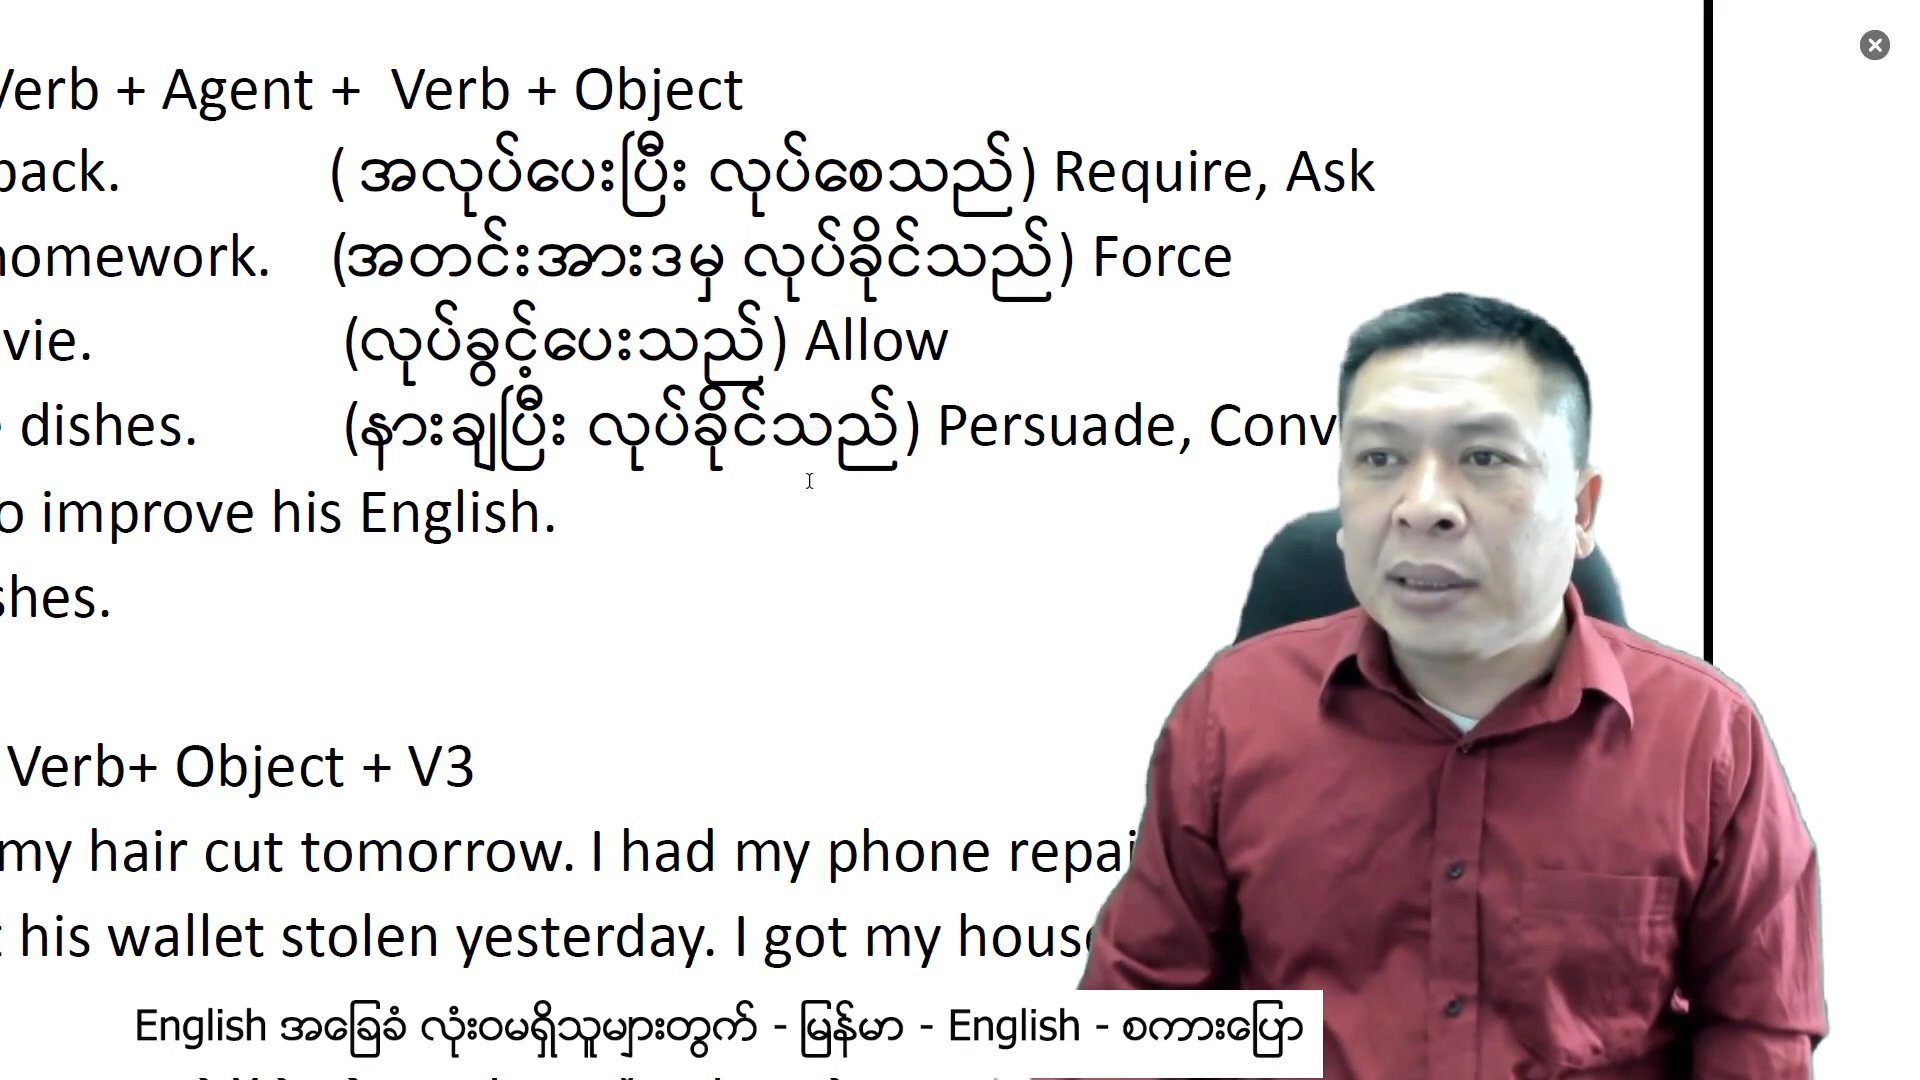 Verb + Agent + Verb + Object
back. ( အလုပ်ပေးပြီး လုပ်စေသည်) Require, Ask
homework. (အတင်းအားဒမှ လုပ်ခိုင်သည်) Force
vie. (လုပ်ခွင့်ပေးသည်) Allow
dishes. (နားချပြီး လုပ်ခိုင်သည်) Persuade, Conv
o improve his English.
shes.
Verb+ Object + V3
my hair cut tomorrow. I had my phone repai
his wallet stolen yesterday. I got my house
English အခြေခံ လုံးဝမရှိသူများတွက် - မြန်မာ - English - စကားပြော